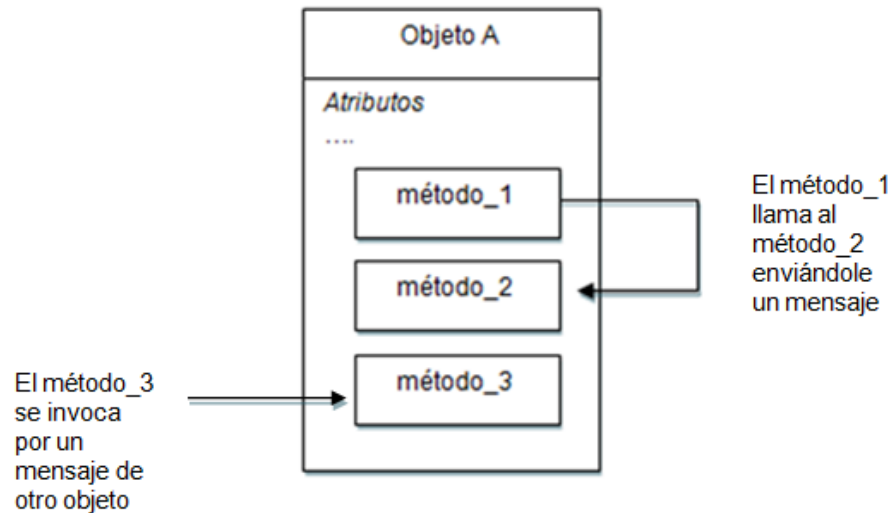 Objeto A
Atributos
....
método_1
método_2
método_3
El método_1
llama al
método_2
enviándole
un mensaje
El método_3
se invoca
por un
mensaje de
otro objeto